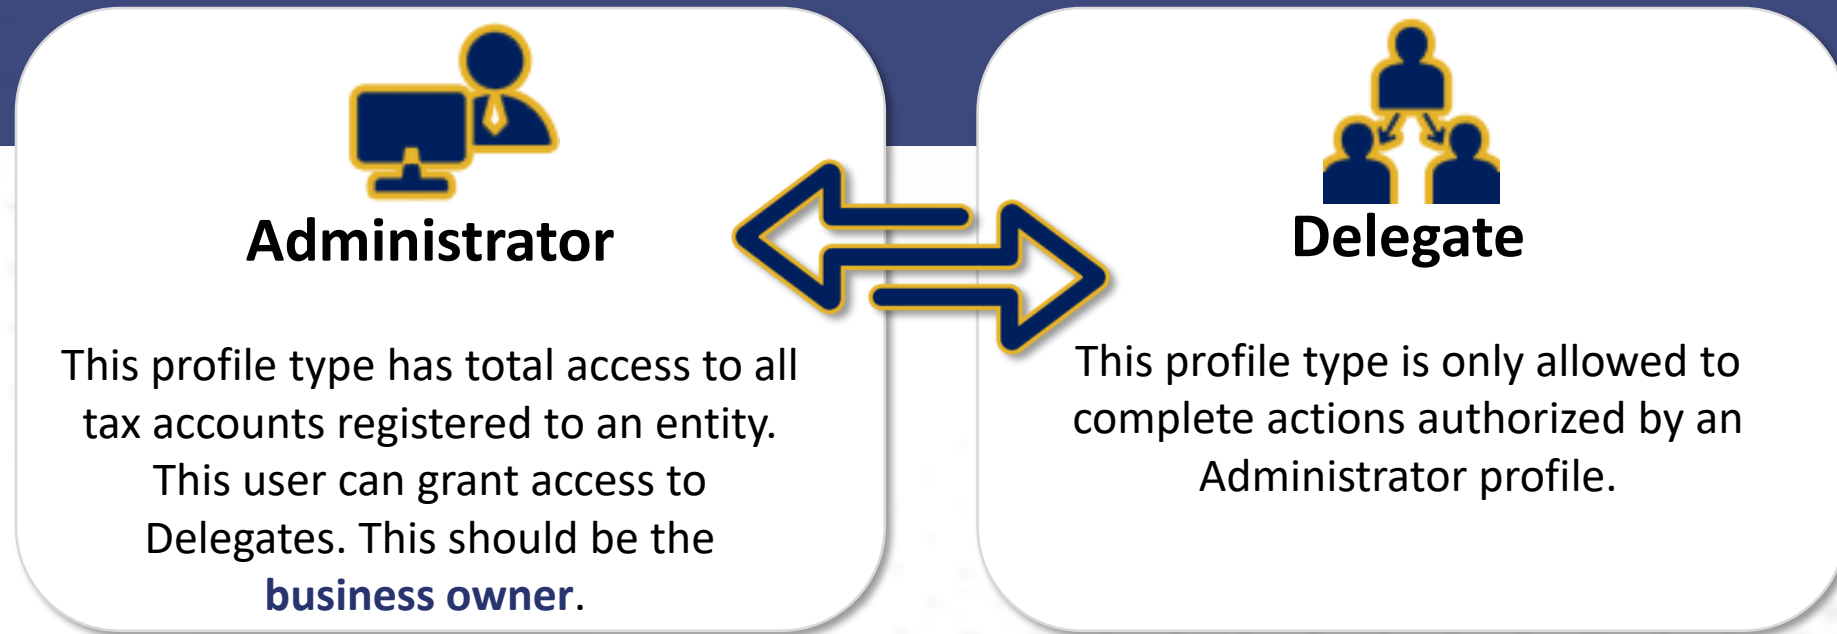 Administrator
This profile type has total access to all
tax accounts registered to an entity.
This user can grant access to
Delegates. This should be the
business owner.
Delegate
This profile type is only allowed to
complete actions authorized by an
Administrator profile.